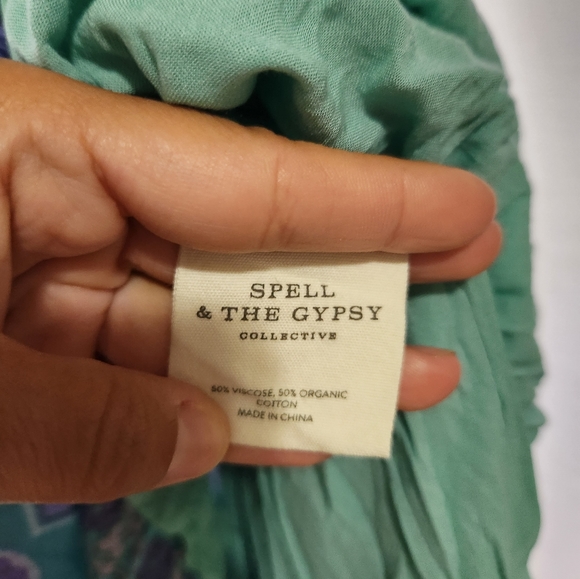 SPELL
& THE GYPSY
COLLECTIVE
50% VISCOSE, 50% ORGANIC
COTTON
MADE IN CHINA